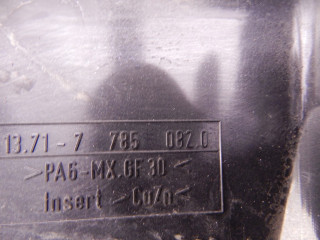 13.71-7 785 082.0
>PA6-MX.GF30<
Insert >CuZn<